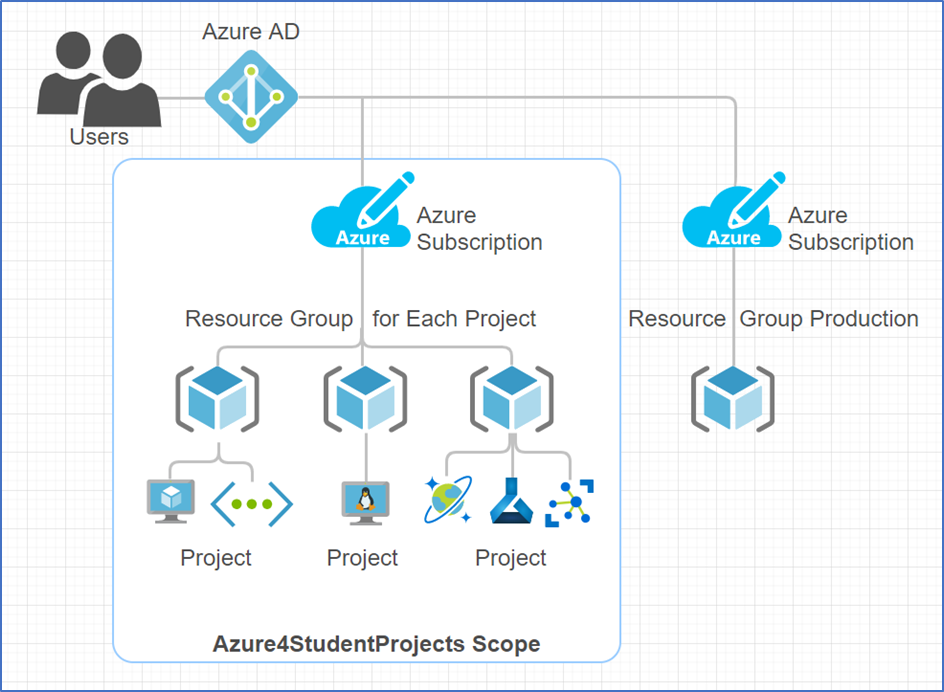 Azure AD
Users
Azure
Azure
Subscription
Azure
Azure
Subscription
Resource Group for Each Project
Resource Group Production
Project
Project
Project
Azure4StudentProjects Scope